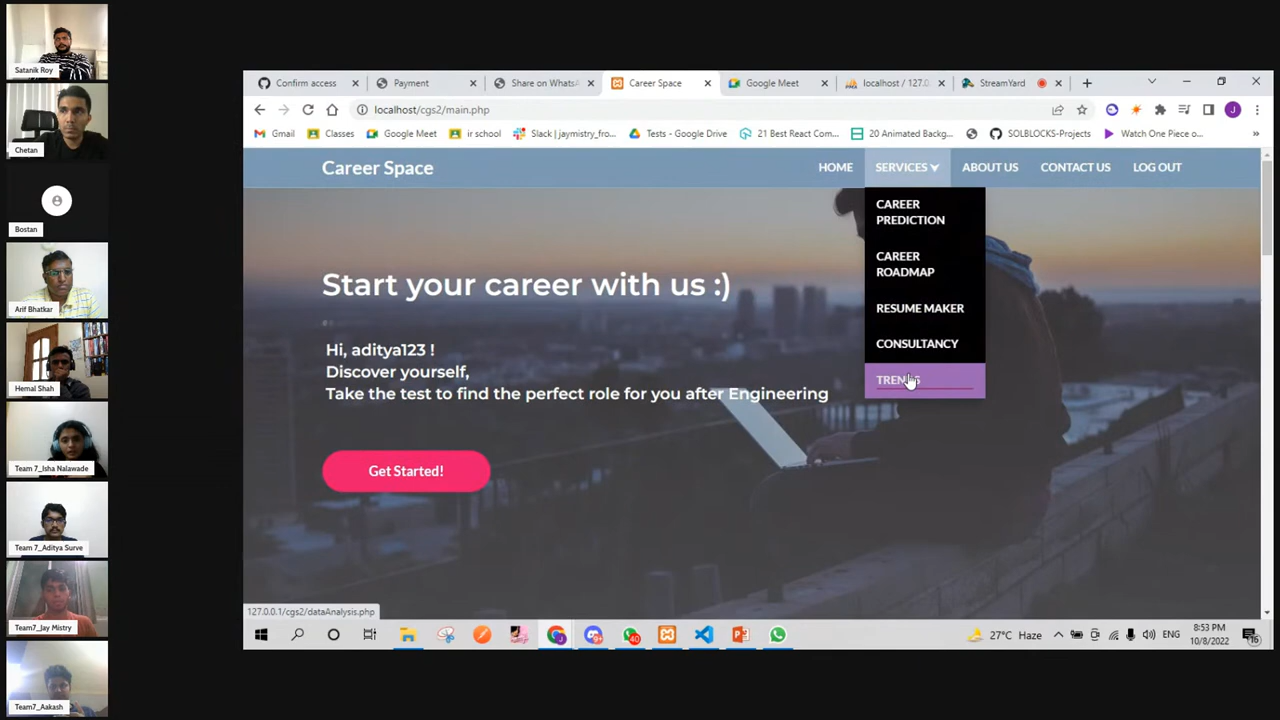 Satanik Roy
Chetan
Bostan
Arif Bhatkar
Hemal Shah
Team 7_Isha Nalawade
Team 7_Aditya Surve
Team7_Jay Mistry
Team7_Aakash
Confirm access
Payment
Share on Whats
Career Space
Google Meet
localhost / 127.0.
StreamYard
localhost/cgs2/main.php
J
Gmail
Classes
Google Meet
ir school
Slack | jaymistry_fro...
Tests - Google Drive
21 Best React Com...
20 Animated Backg...
SOLBLOCKS-Projects
Watch One Piece o...
Career Space
HOME
SERVICES
ABOUT US
CONTACT US
LOG OUT
CAREER
PREDICTION
CAREER
ROADMAP
RESUME MAKER
CONSULTANCY
Start your career with us :)
Hi, aditya123 !
Discover yourself,
Take the test to find the perfect role for you after Engineering
Get Started!
127.0.0.1/cgs2/dataAnalysis.php
40
27°C Haze
ENG
8:53 PM
10/8/2022
16